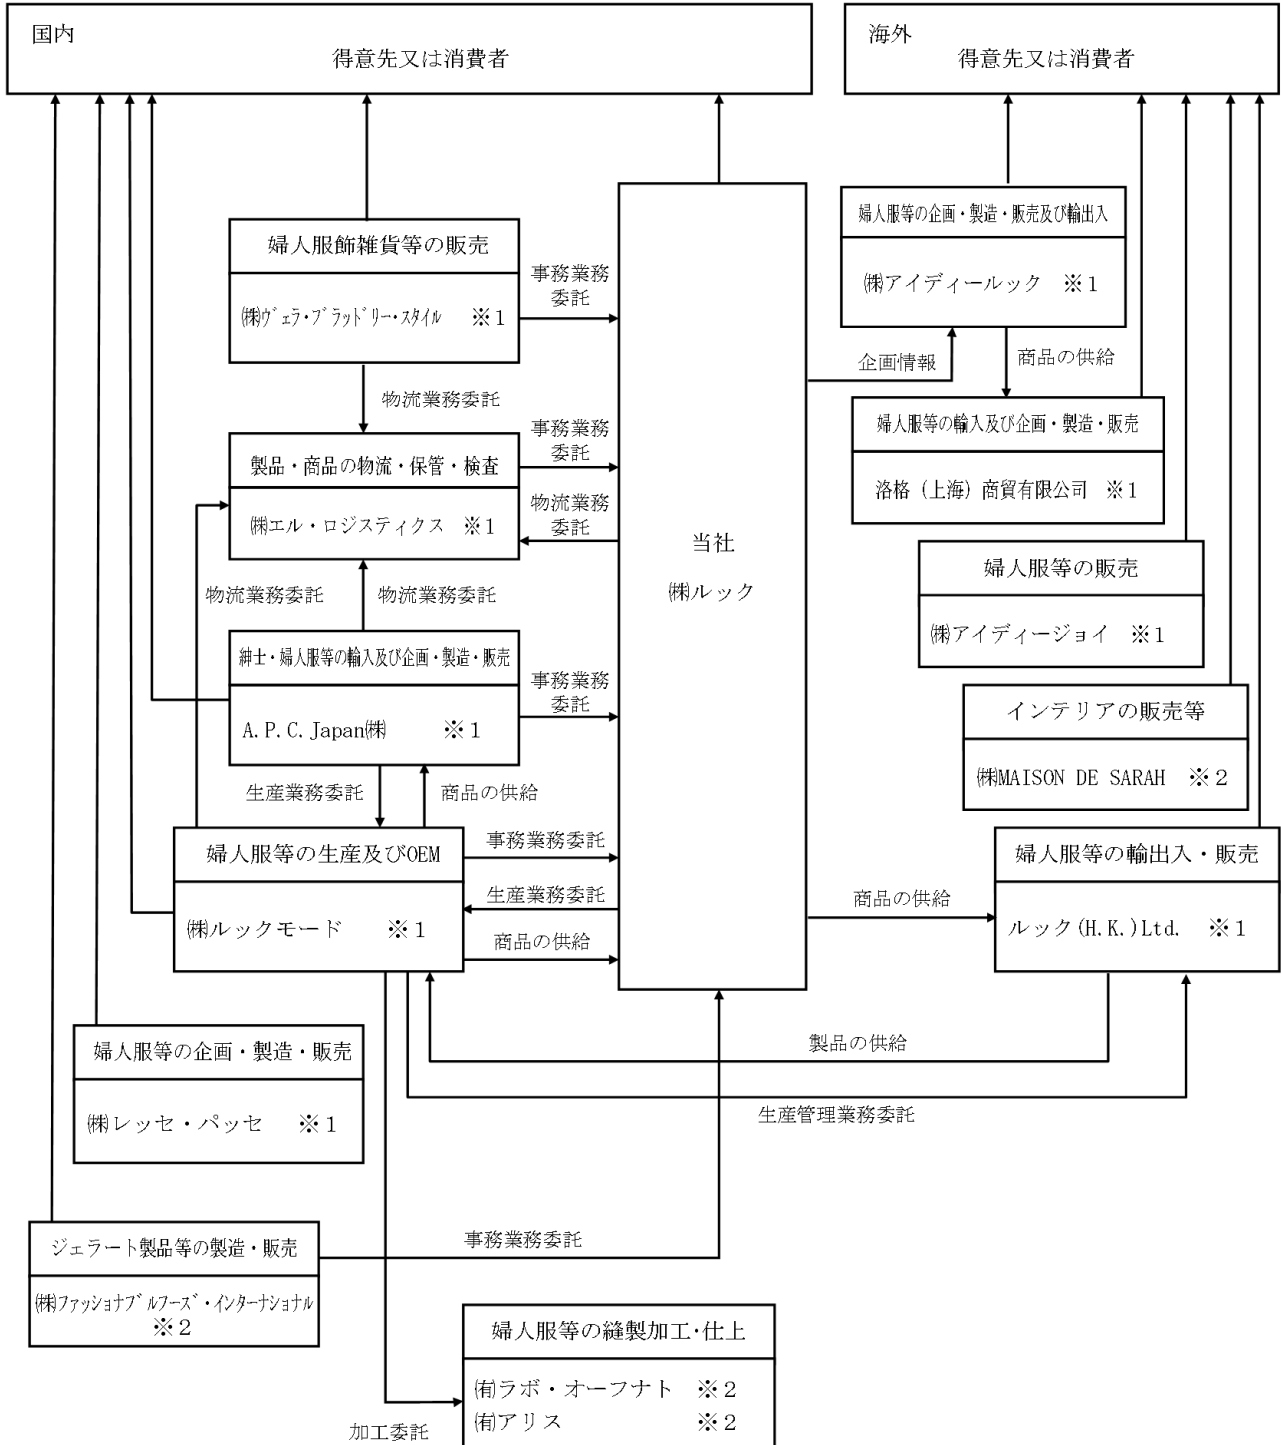 国内
得意先又は消費者
海外
得意先又は消費者
婦人服飾雑貨等の販売
㈱ヴェラ・ブラッドリー・スタイル ※1
事務業務
委託
物流業務委託
製品・商品の物流・保管・検査
㈱エル・ロジスティクス ※1
事務業務
委託
物流業務
委託
物流業務委託
物流業務委託
紳士・婦人服等の輸入及び企画・製造・販売
A.P.C.Japan㈱ ※1
事務業務
委託
生産業務委託
商品の供給
婦人服等の生産及びOEM
㈱ルックモード ※1
事務業務委託
生産業務委託
商品の供給
当社
㈱ルック
婦人服等の企画・製造・販売及び輸出入
㈱アイディールック ※1
企画情報
商品の供給
婦人服等の輸入及び企画・製造・販売
洛格（上海）商貿有限公司 ※1
婦人服等の販売
㈱アイディージョイ ※1
インテリアの販売等
㈱MAISON DE SARAH ※2
商品の供給
婦人服等の輸出入・販売
ルック(H.K.)Ltd. ※1
製品の供給
生産管理業務委託
婦人服等の企画・製造・販売
㈱レッセ・パッセ ※1
ジェラート製品等の製造・販売
㈱ファッショナブルフーズ・インターナショナル
※2
事務業務委託
婦人服等の縫製加工・仕上
㈲ラボ・オーフナト ※2
㈲アリス ※2
加工委託